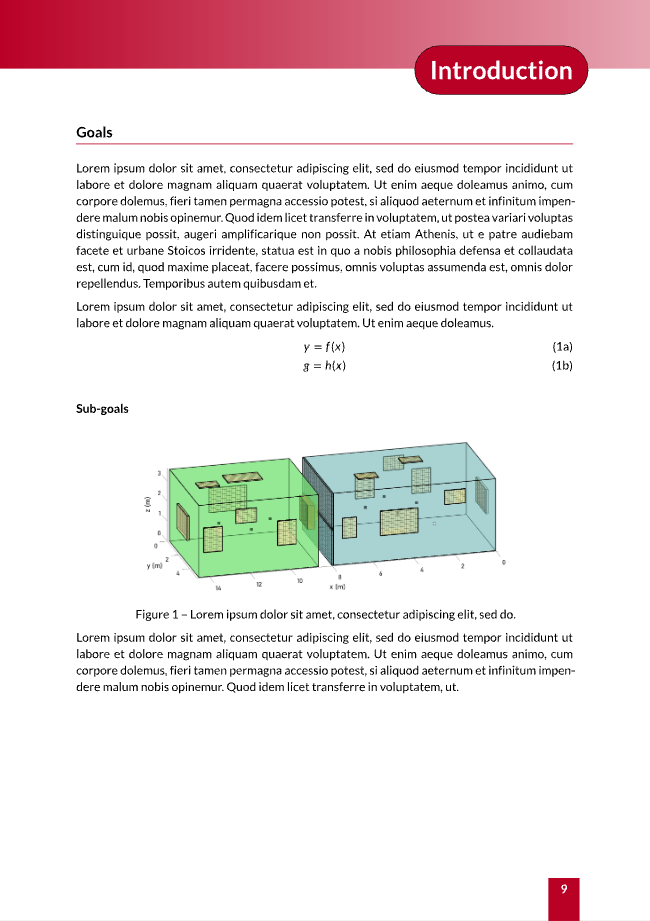 Introduction
Goals
Lorem ipsum dolor sit amet, consectetur adipiscing elit, sed do eiusmod tempor incididunt ut
labore et dolore magnam aliquam quaerat voluptatem. Ut enim aeque doleamus animo, cum
corpore dolemus, fieri tamen permagna accessio potest, si aliquod aeternum et infinitum impen-
dere malum nobis opinemur. Quod idem licet transferre in voluptatem, ut postea variari voluptas
distinguique possit, augeri amplificarique non possit. At etiam Athenis, ut e patre audiebam
facete et urbane Stoicos irridente, statua est in quo a nobis philosophia defensa et collaudata
est, cum id, quod maxime placeat, facere possimus, omnis voluptas assumenda est, omnis dolor
repellendus. Temporibus autem quibusdam et.
Lorem ipsum dolor sit amet, consectetur adipiscing elit, sed do eiusmod tempor incididunt ut
labore et dolore magnam aliquam quaerat voluptatem. Ut enim aeque doleamus.
y = f(x) (1a)
g = h(x) (1b)
Sub-goals
3
2
1
0
z (m)
0
2
4
y (m)
14
12
10
8
6
4
2
0
x (m)
Figure 1 – Lorem ipsum dolor sit amet, consectetur adipiscing elit, sed do.
Lorem ipsum dolor sit amet, consectetur adipiscing elit, sed do eiusmod tempor incididunt ut
labore et dolore magnam aliquam quaerat voluptatem. Ut enim aeque doleamus animo, cum
corpore dolemus, fieri tamen permagna accessio potest, si aliquod aeternum et infinitum impen-
dere malum nobis opinemur. Quod idem licet transferre in voluptatem, ut.
9